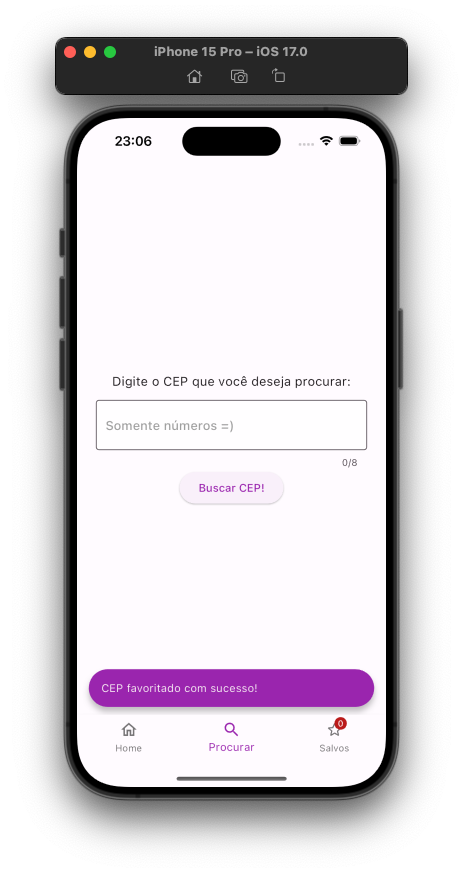 iPhone 15 Pro – iOS 17.0
23:06
Digite o CEP que você deseja procurar:
Somente números =)
0/8
Buscar CEP!
CEP favoritado com sucesso!
0
Home
Procurar
Salvos